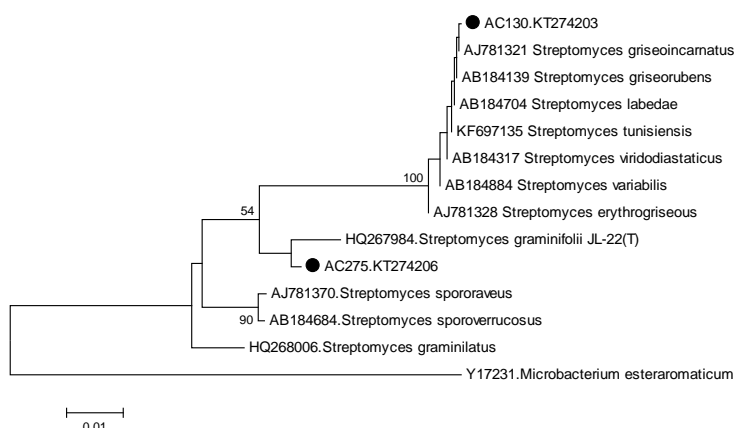 AC130.KT274203
AJ781321 Streptomyces griseoincarnatus
AB184139 Streptomyces griseorubens
AB184704 Streptomyces labedae
KF697135 Streptomyces tunisiensis
AB184317 Streptomyces viridodiastaticus
100
AB184884 Streptomyces variabilis
54
AJ781328 Streptomyces erythrogriseous
HQ267984.Streptomyces graminifolii JL-22(T)
AC275.KT274206
AJ781370.Streptomyces spororaveus
90
AB184684.Streptomyces sporoverrucosus
HQ268006.Streptomyces graminilatus
Y17231.Microbacterium esteraromaticum
0.01